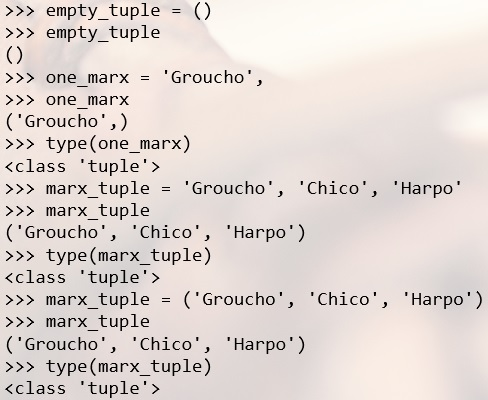 >>> empty_tuple = ()
>>> empty_tuple
()
>>> one_marx = 'Groucho',
>>> one_marx
('Groucho',)
>>> type(one_marx)
<class 'tuple'>
>>> marx_tuple = 'Groucho', 'Chico', 'Harpo'
>>> marx_tuple
('Groucho', 'Chico', 'Harpo')
>>> type(marx_tuple)
<class 'tuple'>
>>> marx_tuple = ('Groucho', 'Chico', 'Harpo')
>>> marx_tuple
('Groucho', 'Chico', 'Harpo')
>>> type(marx_tuple)
<class 'tuple'>